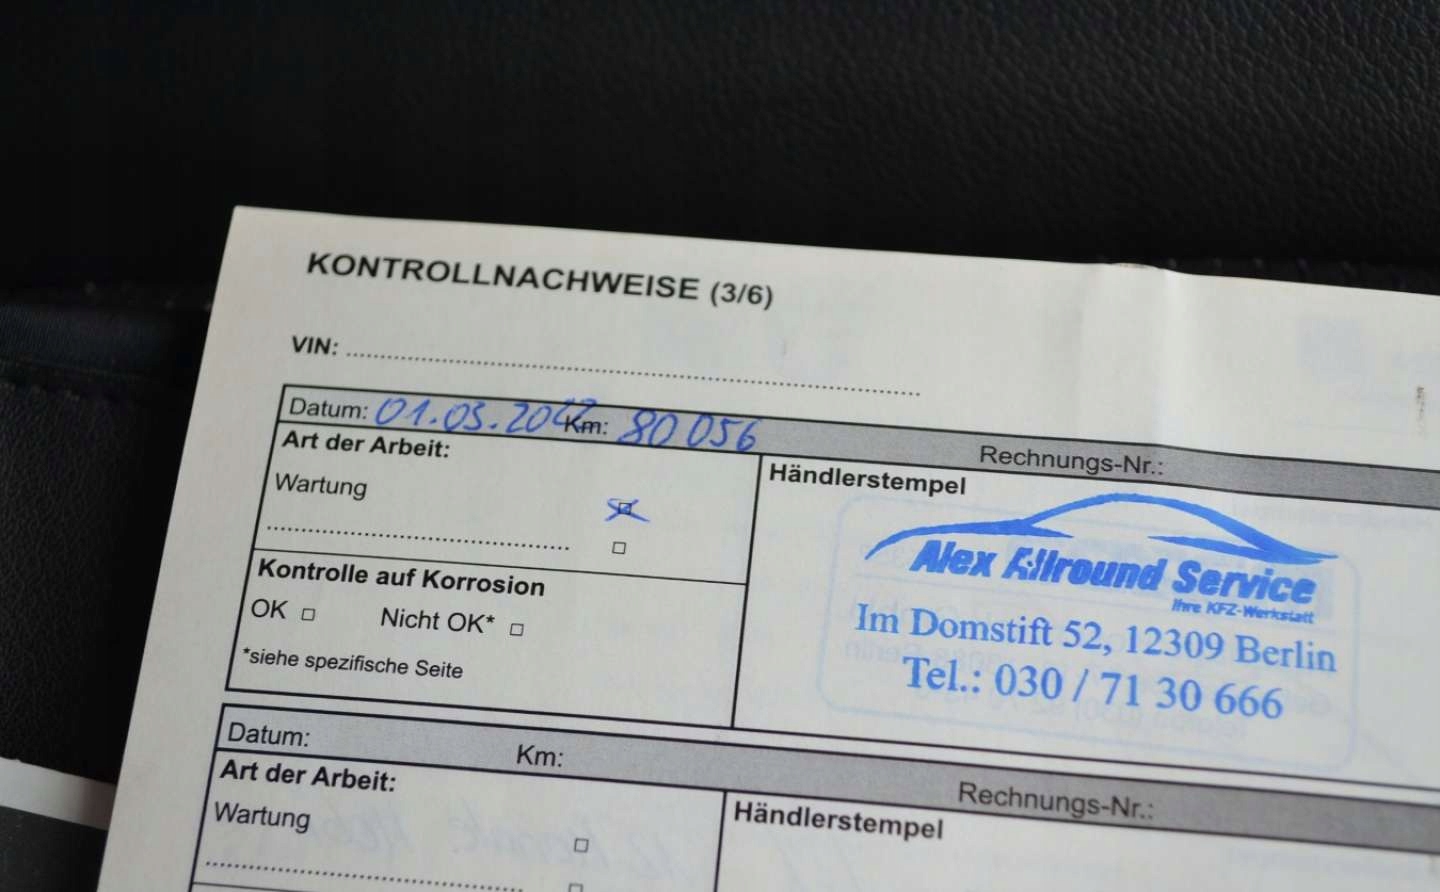 KONTROLLNACHWEISE (3/6)
VIN:
Datum: 01.03.2022 Km: 80 056 Rechnungs-Nr.:
Art der Arbeit:
Wartung
Händlerstempel
Alex Allround Service
Ihre KFZ-Werkstatt
Im Domstift 52, 12309 Berlin
Tel.: 030 / 71 30 666
Kontrolle auf Korrosion
OK Nicht OK*
*siehe spezifische Seite
Datum: Km: Rechnungs-Nr.:
Art der Arbeit:
Wartung
Händlerstempel